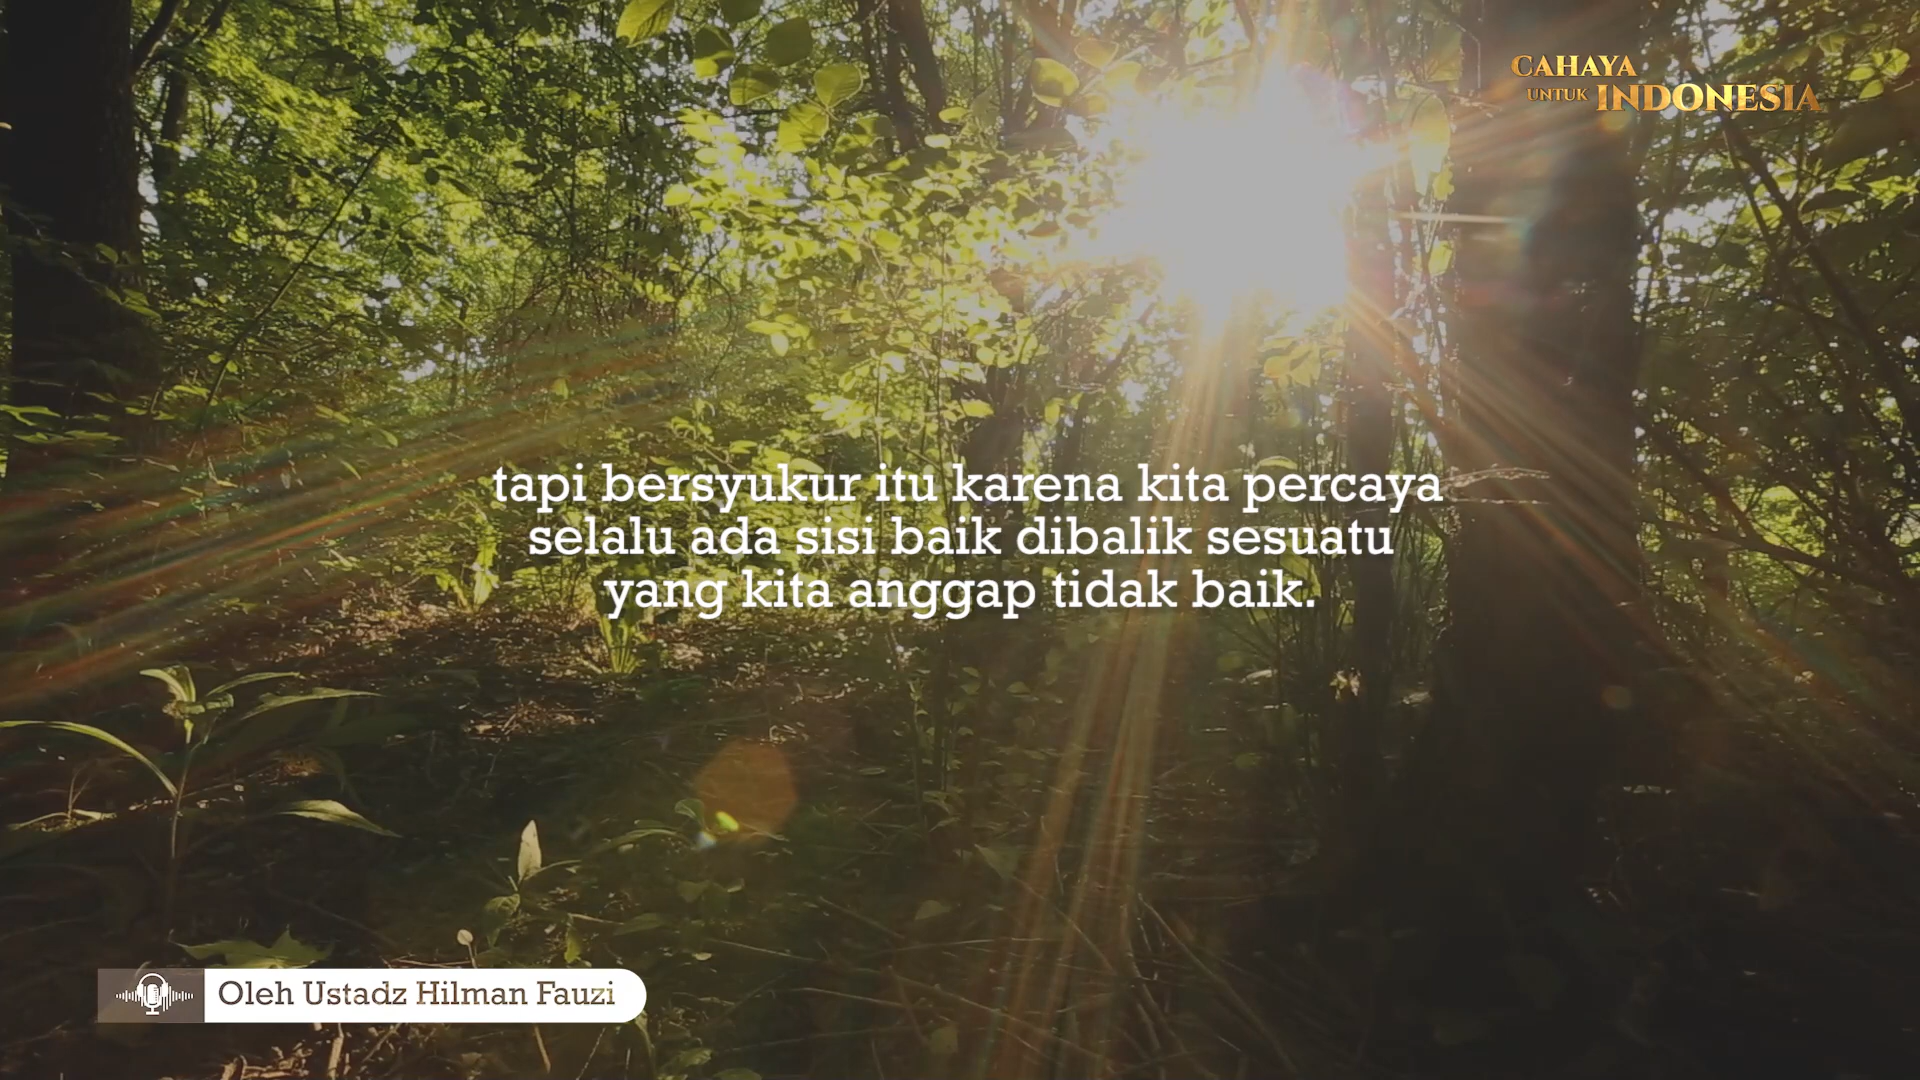 CAHAYA
UNTUK INDONESIA
tapi bersyukur itu karena kita percaya
selalu ada sisi baik dibalik sesuatu
yang kita anggap tidak baik.
Oleh Ustadz Hilman Fauzi